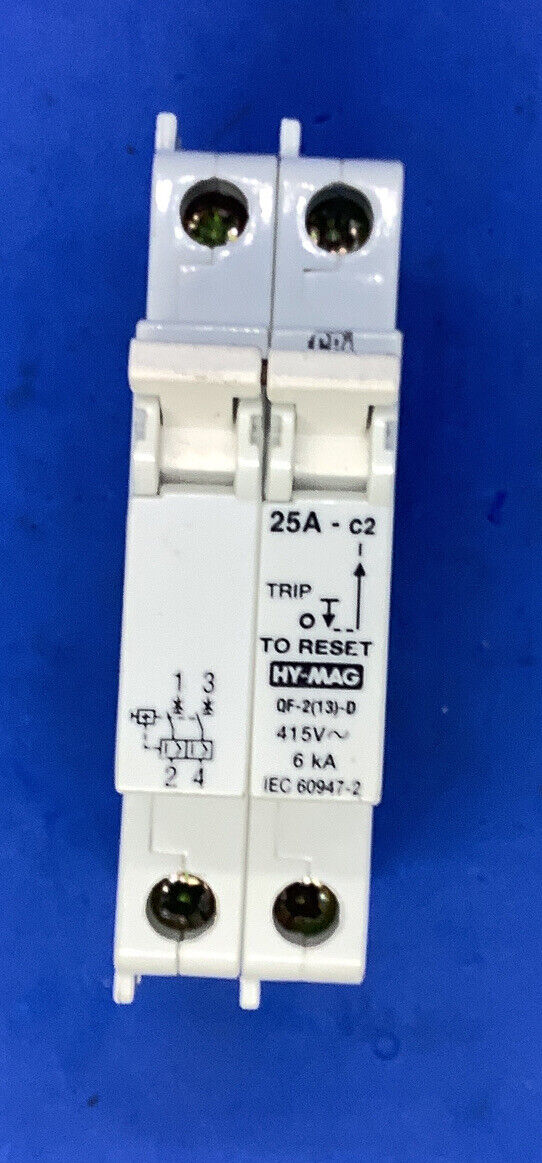 25A - C2
I
TRIP
O
TO RESET
HY-MAG
QF-2(13)-D
415V~
6 kA
IEC 60947-2
1 3
2 4